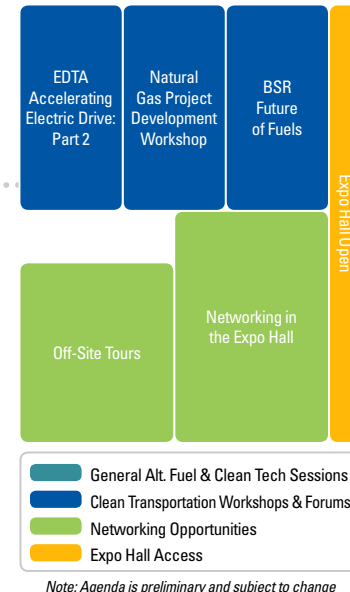 EDTA
Accelerating
Electric Drive:
Part 2
Natural
Gas Project
Development
Workshop
BSR
Future
of Fuels
Expo Hall Open
Networking in
the Expo Hall
Off-Site Tours
General Alt. Fuel & Clean Tech Sessions
Clean Transportation Workshops & Forums
Networking Opportunities
Expo Hall Access
Note: Agenda is preliminary and subject to change